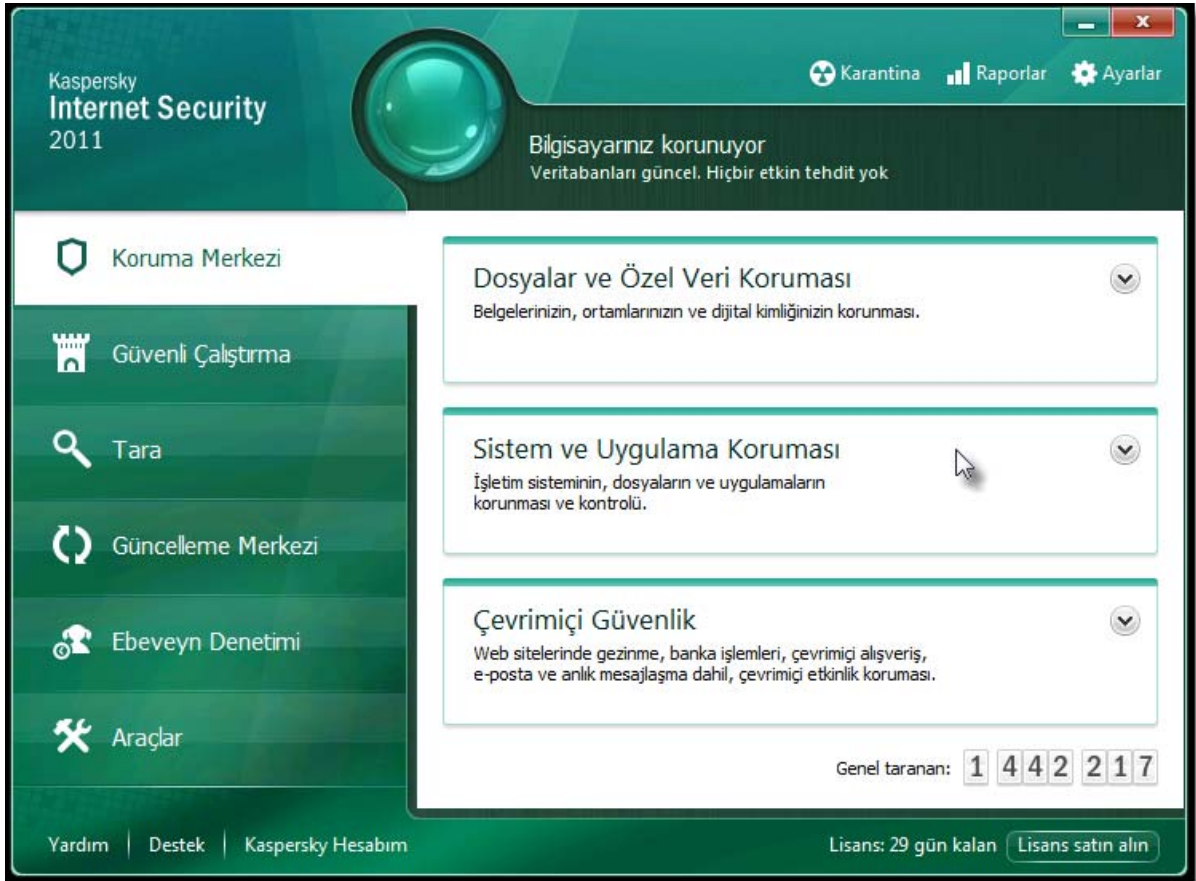 Kaspersky
Internet Security
2011
Karantina
Raporlar
Ayarlar
Bilgisayarınız korunuyor
Veritabanları güncel. Hiçbir etkin tehdit yok
Koruma Merkezi
Güvenli Çalıştırma
Tara
Güncelleme Merkezi
Ebeveyn Denetimi
Araçlar
Dosyalar ve Özel Veri Koruması
Belgelerinizin, ortamlarınızın ve dijital kimliğinizin korunması.
Sistem ve Uygulama Koruması
İşletim sisteminin, dosyaların ve uygulamaların
korunması ve kontrolü.
Çevrimiçi Güvenlik
Web sitelerinde gezinme, banka işlemleri, çevrimiçi alışveriş,
e-posta ve anlık mesajlaşma dahil, çevrimiçi etkinlik koruması.
Genel taranan: 1 442 217
Yardım
Destek
Kaspersky Hesabım
Lisans: 29 gün kalan
Lisans satın alın